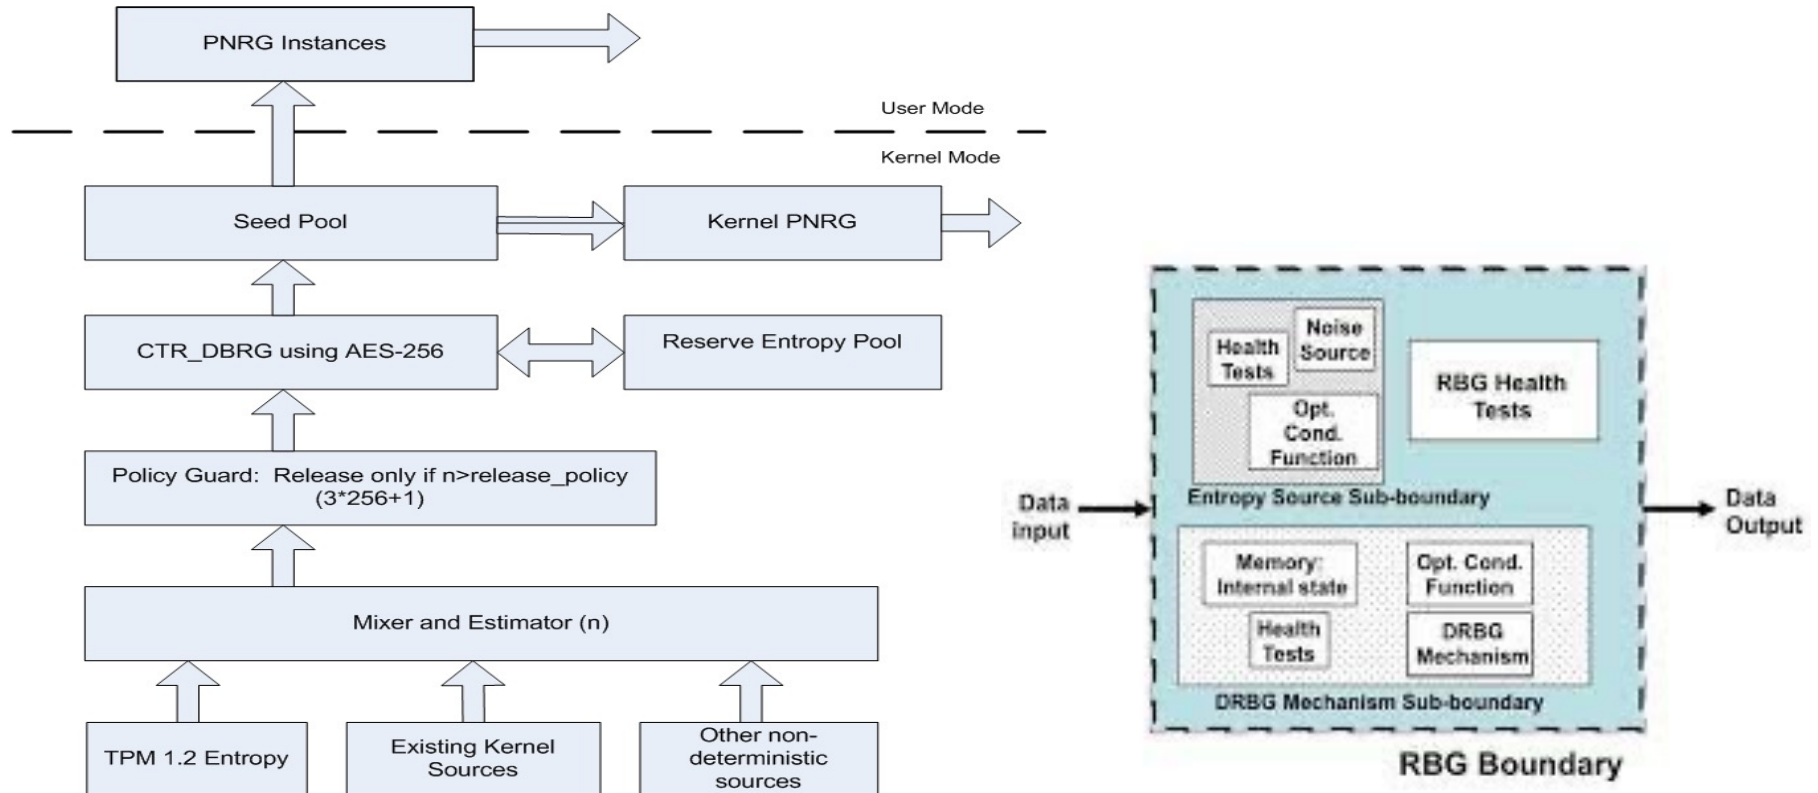 PNRG Instances
User Mode
Kernel Mode
Seed Pool
Kernel PNRG
CTR_DBRG using AES-256
Reserve Entropy Pool
Policy Guard:  Release only if n>release_policy
(3*256+1)
Mixer and Estimator (n)
TPM 1.2 Entropy
Existing Kernel
Sources
Other non-
deterministic
sources
Health
Tests
Noise
Source
Opt.
Cond.
Function
RBG Health
Tests
Entropy Source Sub-boundary
Data
Input
Data
Output
Memory:
Internal state
Opt. Cond.
Function
Health
Tests
DRBG
Mechanism
DRBG Mechanism Sub-boundary
RBG Boundary